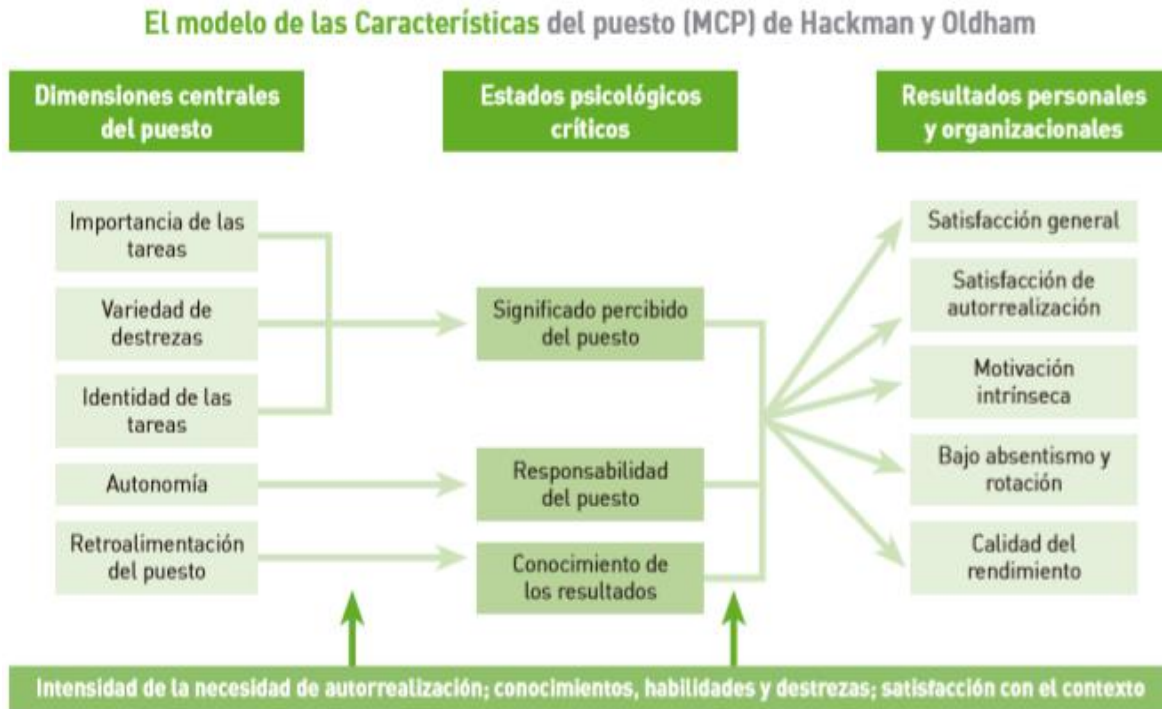 El modelo de las Características del puesto (MCP) de Hackman y Oldham
Dimensiones centrales
del puesto
Estados psicológicos
críticos
Resultados personales
y organizacionales
Importancia de las
tareas
Variedad de
destrezas
Identidad de las
tareas
Autonomía
Retroalimentación
del puesto
Significado percibido
del puesto
Responsabilidad
del puesto
Conocimiento de
los resultados
Satisfacción general
Satisfacción de
autorrealización
Motivación
intrínseca
Bajo absentismo y
rotación
Calidad del
rendimiento
Intensidad de la necesidad de autorrealización; conocimientos, habilidades y destrezas; satisfacción con el contexto